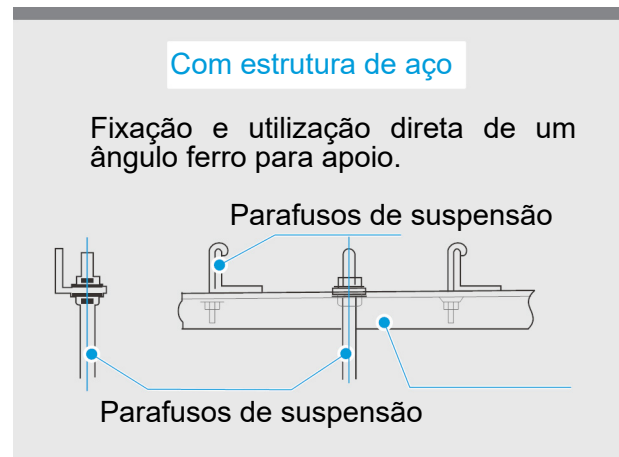 Com estrutura de aço
Fixação e utilização direta de um
ângulo ferro para apoio.
Parafusos de suspensão
Parafusos de suspensão